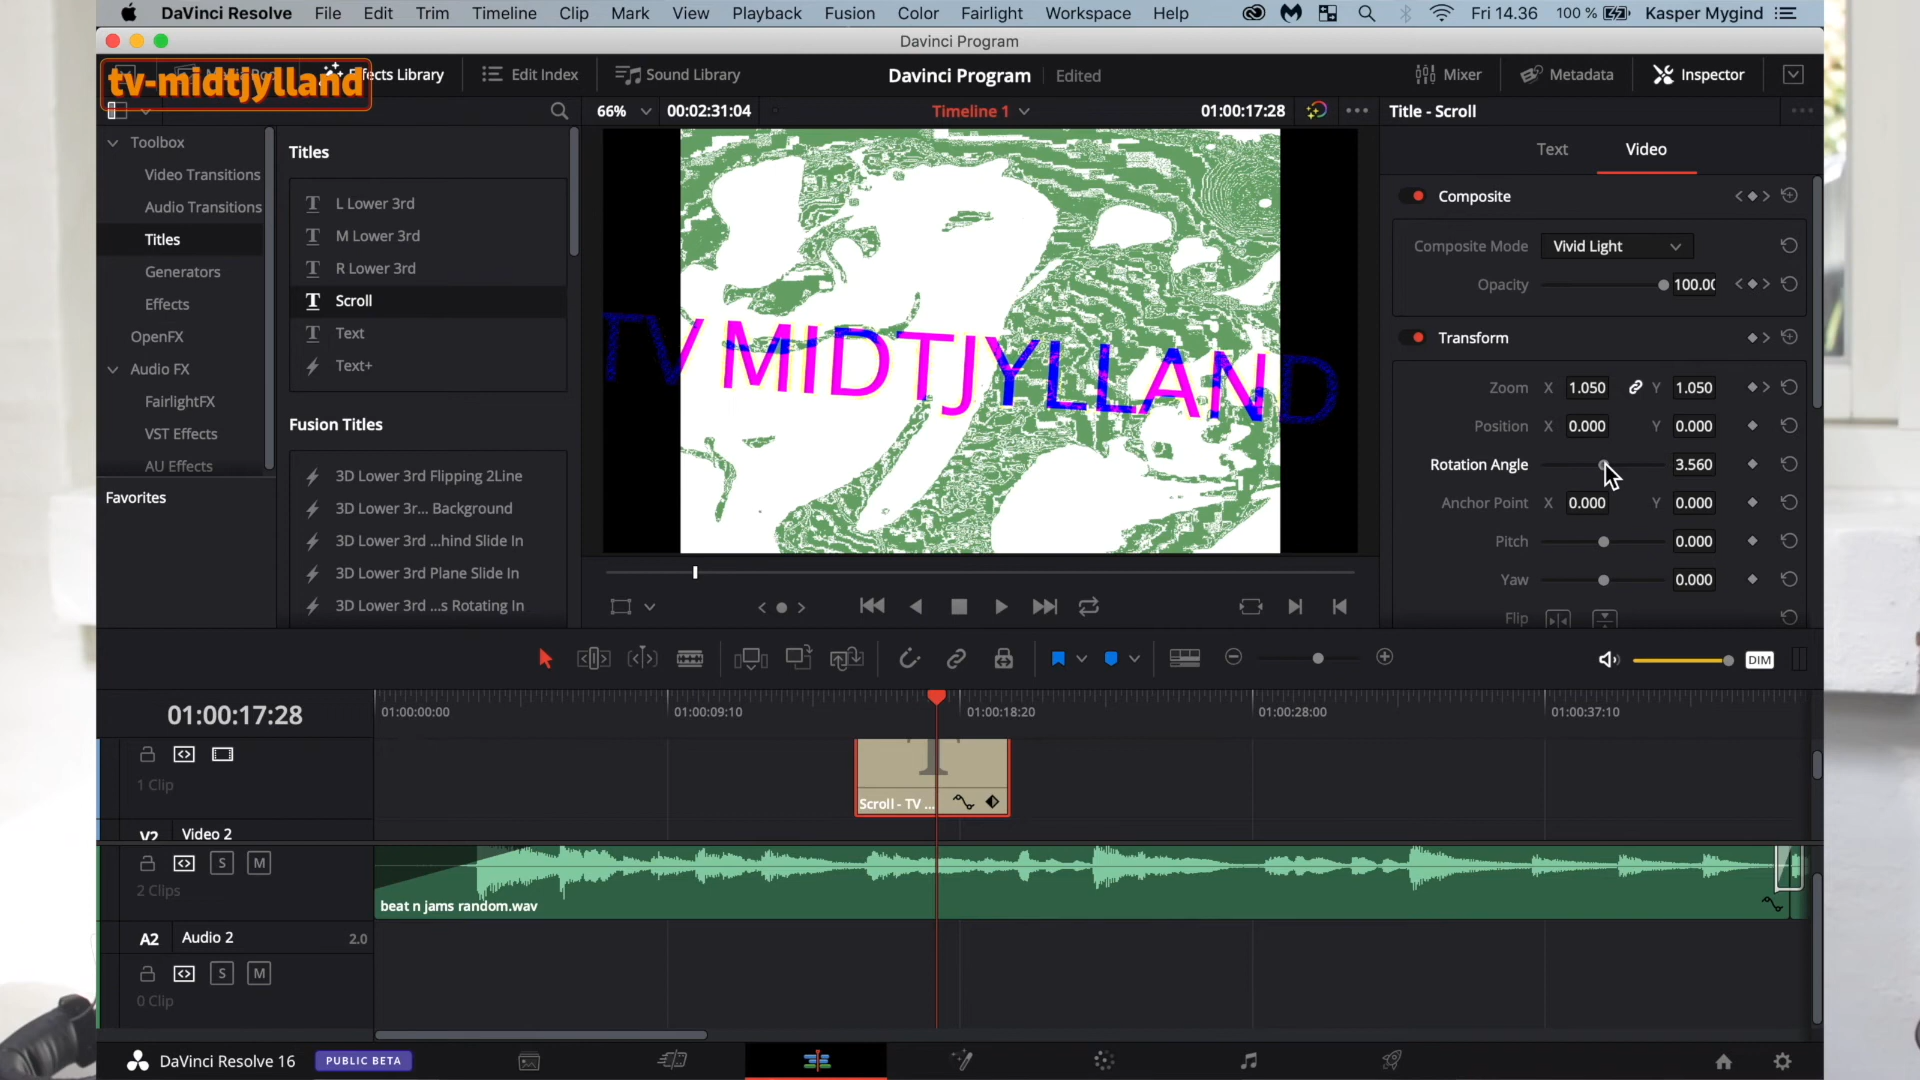 DaVinci Resolve File Edit Trim Timeline Clip Mark View Playback Fusion Color Fairlight Workspace Help Fri 14.36 100 % Kasper Mygind
Davinci Program
tv-midtjylland
Effects Library Edit Index Sound Library Davinci Program Edited Mixer Metadata Inspector
66% 00:02:31:04 Timeline 1 01:00:17:28 Title - Scroll
Toolbox
Video Transitions
Audio Transitions
Titles
Generators
Effects
OpenFX
Audio FX
FairlightFX
VST Effects
AU Effects
Favorites
Titles
L Lower 3rd
M Lower 3rd
R Lower 3rd
Scroll
Text
Text+
Fusion Titles
3D Lower 3rd Flipping 2Line
3D Lower 3r... Background
3D Lower 3rd ...hind Slide In
3D Lower 3rd Plane Slide In
3D Lower 3rd ...s Rotating In
TV MIDTJYLLAND
Text Video
Composite
Composite Mode Vivid Light
Opacity 100.00
Transform
Zoom X 1.050 Y 1.050
Position X 0.000 Y 0.000
Rotation Angle 3.560
Anchor Point X 0.000 Y 0.000
Pitch 0.000
Yaw 0.000
Flip
DIM
01:00:17:28 01:00:00:00 01:00:09:10 01:00:18:20 01:00:28:00 01:00:37:10
1 Clip
Scroll - TV ...
V2 Video 2
S M
2 Clips
beat n jams random.wav
A2 Audio 2 2.0
S M
0 Clip
DaVinci Resolve 16 PUBLIC BETA